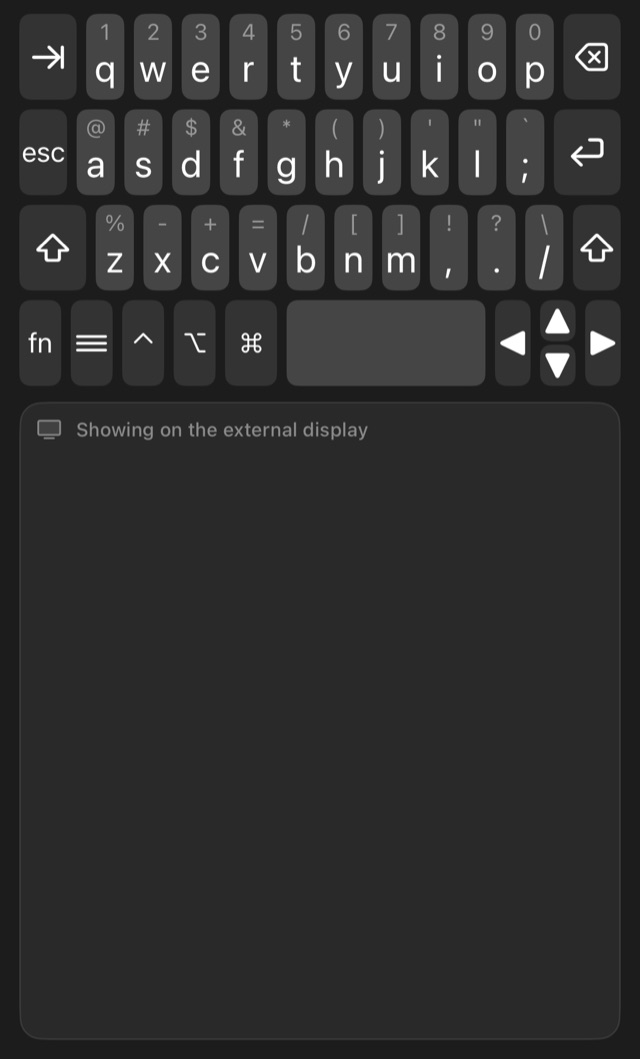 1 2 3 4 5 6 7 8 9 0
q w e r t y u i o p
@ # $ & * ( ) ' " `
esc a s d f g h j k l ;
% - + = / [ ] ! ? \
z x c v b n m , . /
fn ^ ⌥ ⌘
Showing on the external display